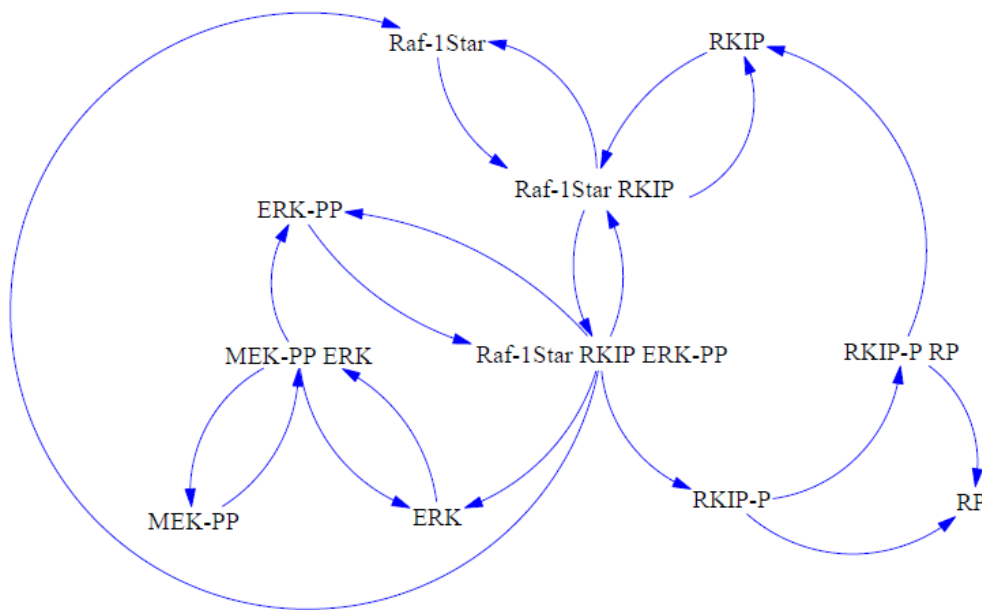 Raf-1Star
RKIP
Raf-1Star RKIP
ERK-PP
MEK-PP ERK
Raf-1Star RKIP ERK-PP
RKIP-P RP
MEK-PP
ERK
RKIP-P
RP